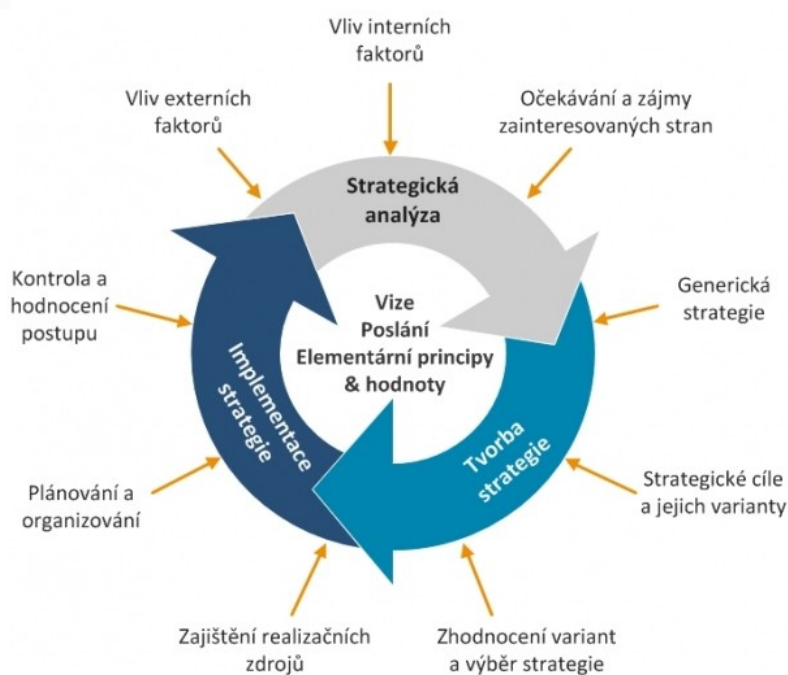 Vliv interních
faktorů
Vliv externích
faktorů
Očekávání a zájmy
zainteresovaných stran
Strategická
analýza
Kontrola a
hodnocení
postupu
Generická
strategie
Vize
Poslání
Elementární principy
& hodnoty
Implementace
strategie
Tvorba
strategie
Plánování a
organizování
Strategické cíle
a jejich varianty
Zajištění realizačních
zdrojů
Zhodnocení variant
a výběr strategie